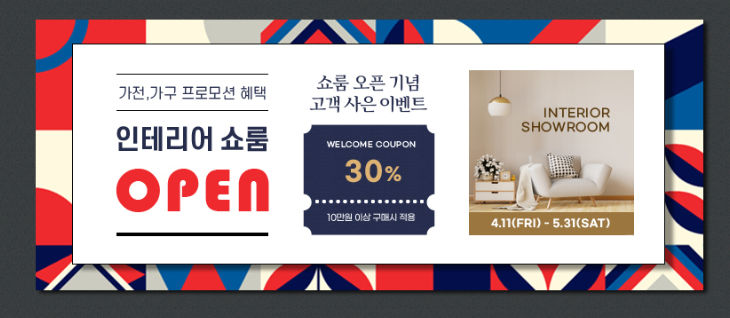 가전,가구 프로모션 혜택
인테리어 쇼룸
OPEN
쇼룸 오픈 기념
고객 사은 이벤트
WELCOME COUPON
30%
10만원 이상 구매시 적용
INTERIOR
SHOWROOM
4.11(FRI) - 5.31(SAT)